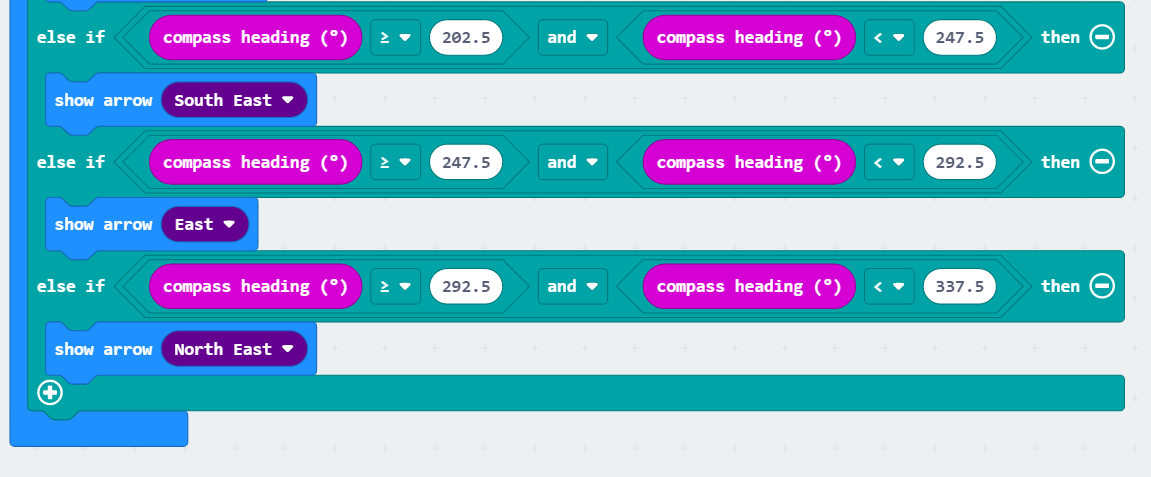 else if compass heading (°) ≥ 202.5 and compass heading (°) < 247.5 then
show arrow South East
else if compass heading (°) ≥ 247.5 and compass heading (°) < 292.5 then
show arrow East
else if compass heading (°) ≥ 292.5 and compass heading (°) < 337.5 then
show arrow North East